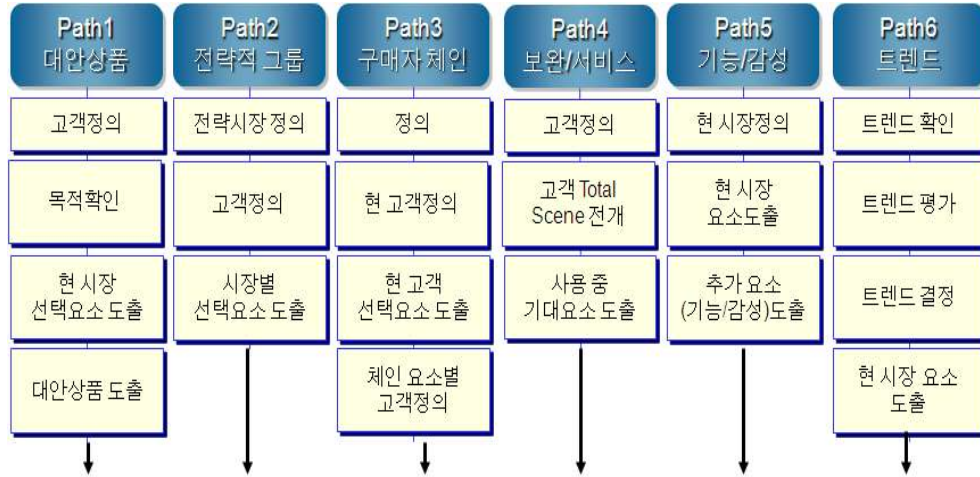 Path1
대안상품
고객정의
목적확인
현 시장
선택요소 도출
대안상품 도출
Path2
전략적 그룹
전략시장 정의
고객정의
시장별
선택요소 도출
Path3
구매자 체인
정의
현 고객정의
현 고객
선택요소 도출
체인 요소별
고객정의
Path4
보완/서비스
고객정의
고객 Total
Scene 전개
사용 중
기대요소 도출
Path5
기능/감성
현 시장정의
현 시장
요소도출
추가 요소
(기능/감성)도출
Path6
트렌드
트렌드 확인
트렌드 평가
트렌드 결정
현 시장 요소
도출